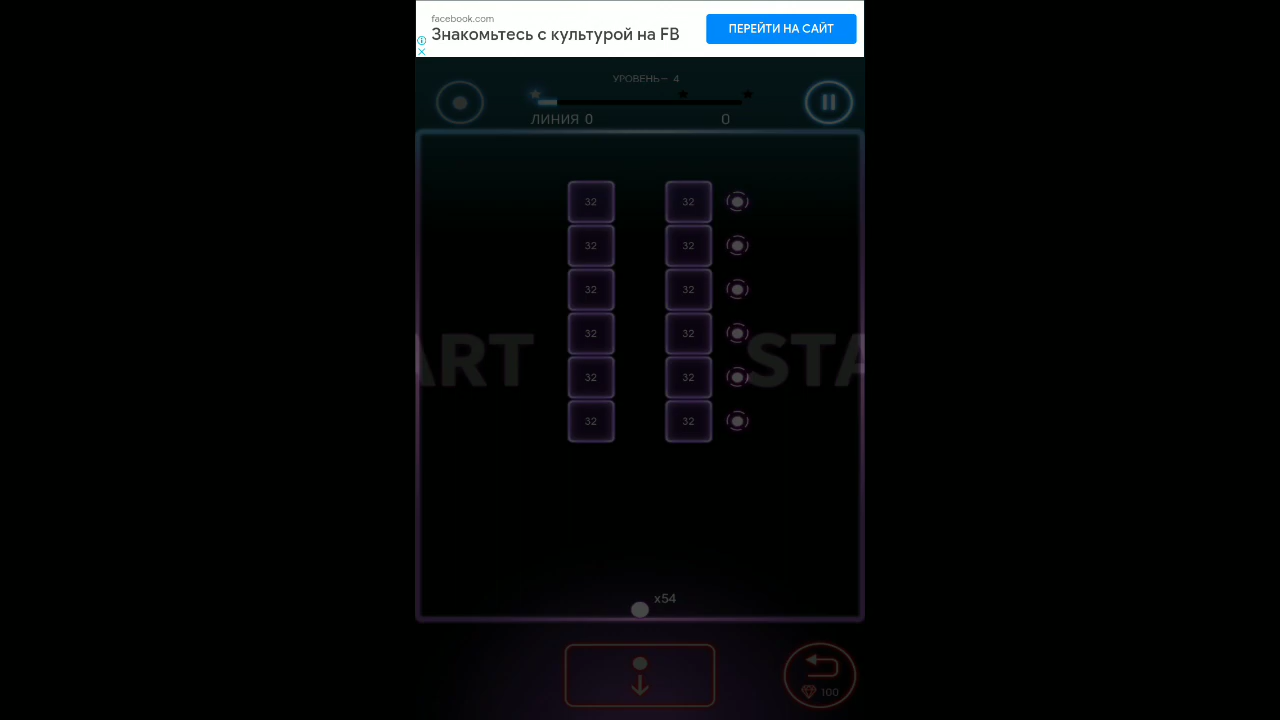 facebook.com
Знакомьтесь с культурой на FB
ПЕРЕЙТИ НА САЙТ
УРОВЕНЬ- 4
ЛИНИЯ 0
0
32 32
32 32
32 32
ART STA
32 32
32 32
32 32
x54
100